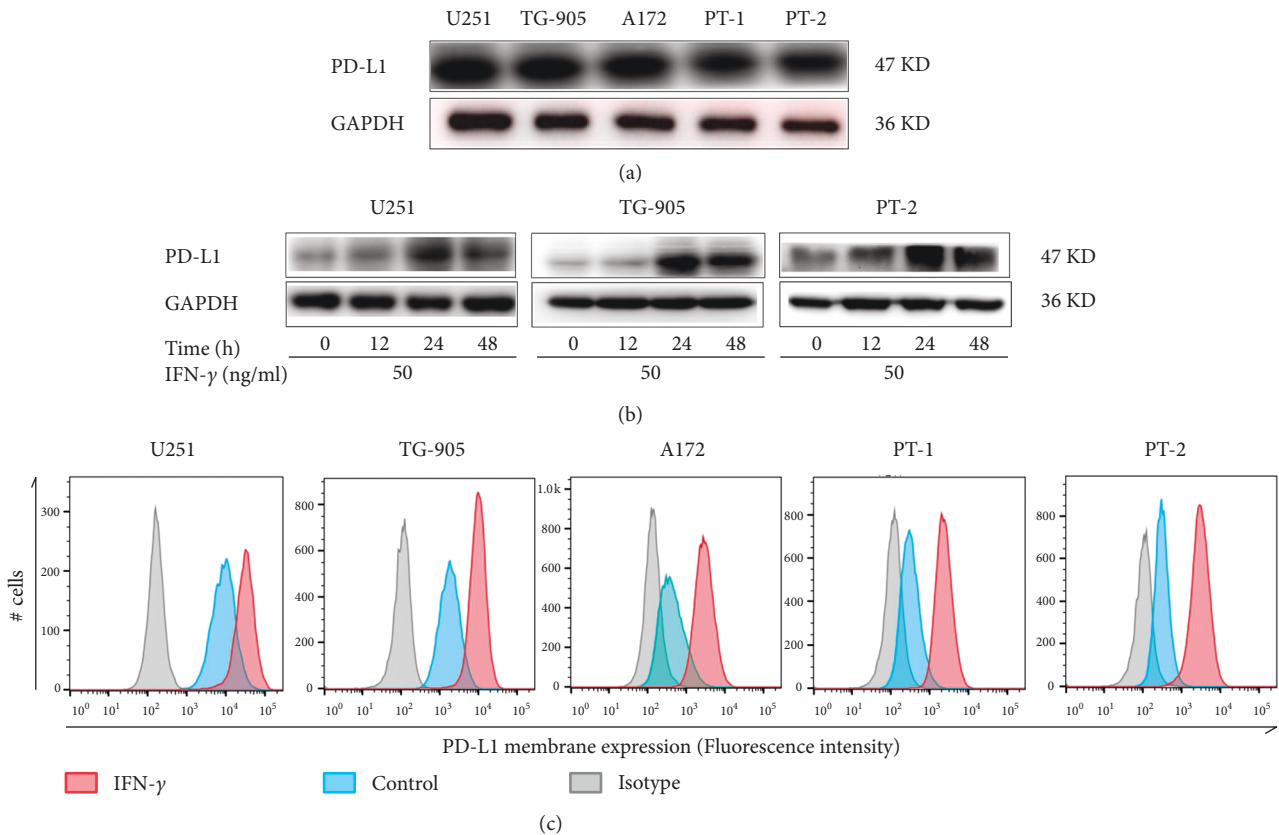 U251 TG-905 A172 PT-1 PT-2
PD-L1 47 KD
GAPDH 36 KD
(a)
U251 TG-905 PT-2
PD-L1 47 KD
GAPDH 36 KD
Time (h) 0 12 24 48 0 12 24 48 0 12 24 48
IFN-γ (ng/ml) 50 50 50
(b)
U251 TG-905 A172 PT-1 PT-2
# cells
300
200
100
0
10⁰ 10¹ 10² 10³ 10⁴ 10⁵
800
600
400
200
0
10⁰ 10¹ 10² 10³ 10⁴ 10⁵
1.0k
800
600
400
200
0
10⁰ 10¹ 10² 10³ 10⁴ 10⁵
800
600
400
200
0
10⁰ 10¹ 10² 10³ 10⁴ 10⁵
800
600
400
200
0
10⁰ 10¹ 10² 10³ 10⁴ 10⁵
PD-L1 membrane expression (Fluorescence intensity)
IFN-γ Control Isotype
(c)